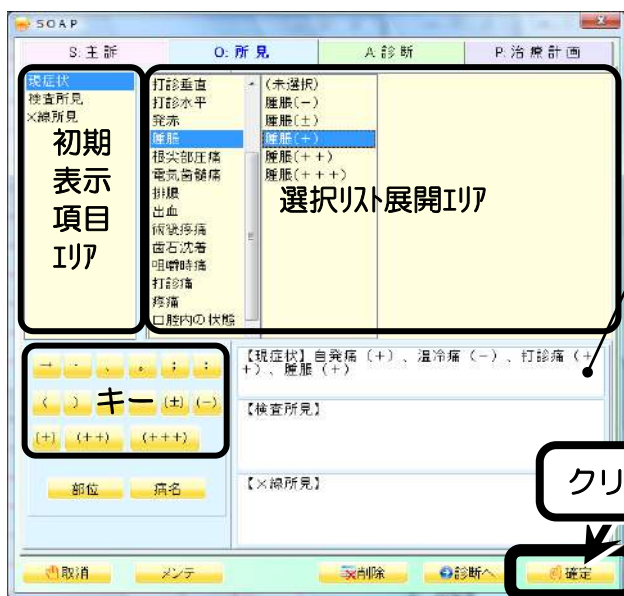 SOAP
S:主訴
O:所見
A:診断
P:治療計画
現症状
検査所見
X線所見
初期
表示
項目
エリア
打診垂直
打診水平
発赤
腫脹
根尖部圧痛
電気歯髄痛
排膿
出血
術後疼痛
歯石沈着
咀嚼時痛
打診痛
疼痛
口腔内の状態
(未選択)
腫脹(－)
腫脹(±)
腫脹(＋)
腫脹(＋＋)
腫脹(＋＋＋)
選択リスト展開エリア
→ ・ 、 。 ; :
( ) キー (±) (－)
(＋) (＋＋) (＋＋＋)
部位 病名
【現症状】自発痛（＋）、温冷痛（－）、打診痛（＋
＋）、腫脹（＋）
【検査所見】
【X線所見】
クリ
取消
メンテ
削除
診断へ
確定